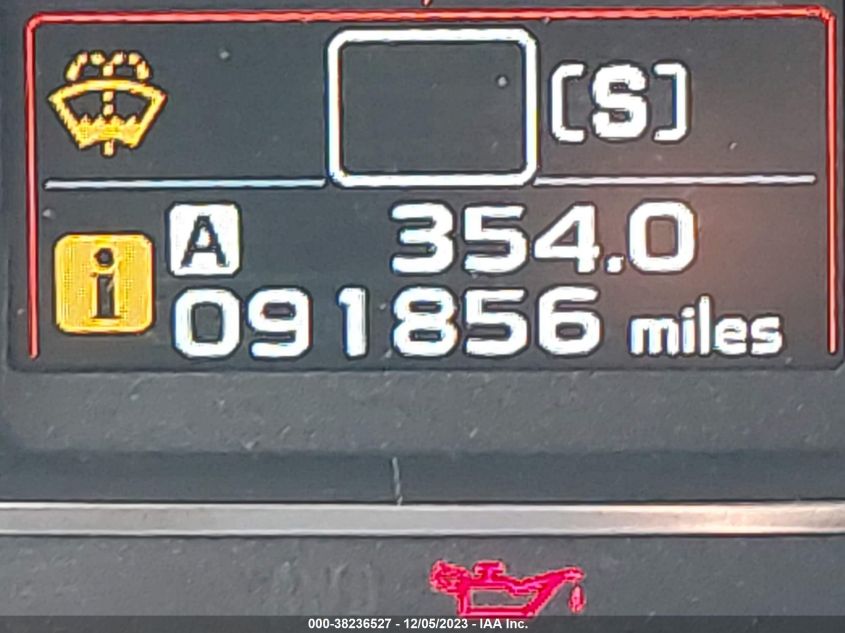 [S]
i A 354.0
091856 miles
000-38236527 - 12/05/2023 - IAA Inc.